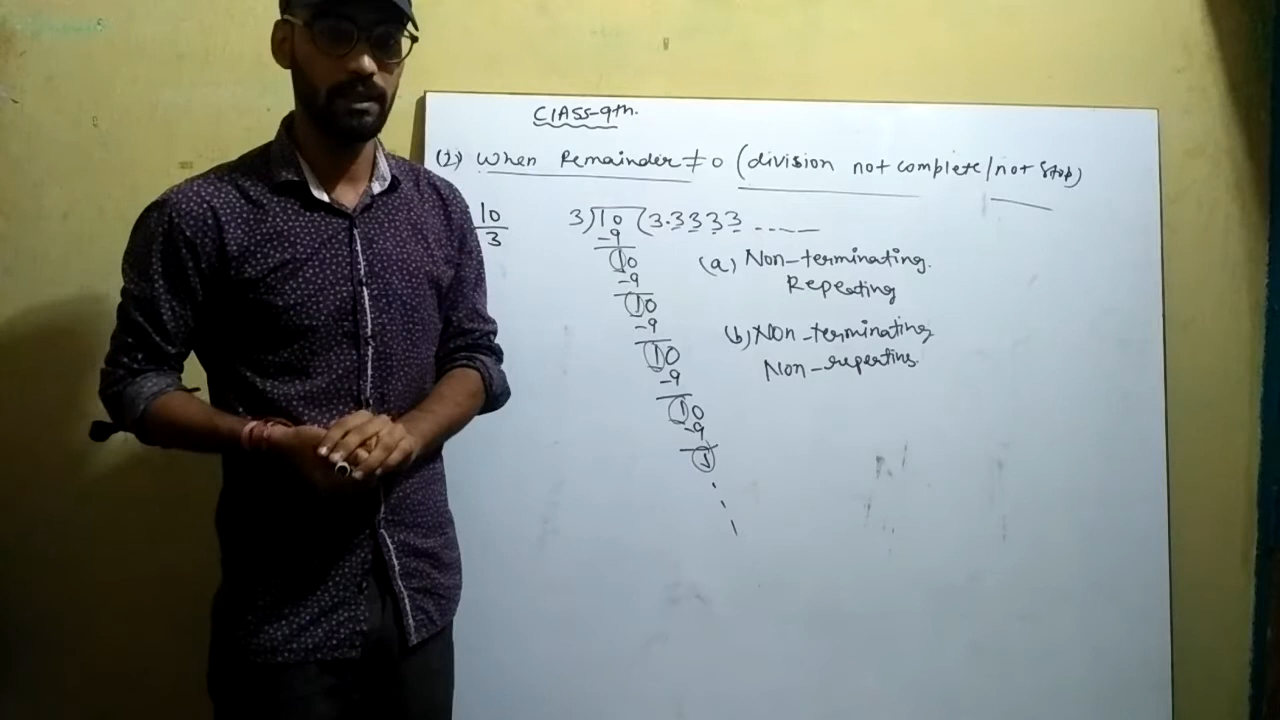 CLASS-9th.
(2) When Remainder ≠ 0 (division not complete/not stop)
10
3
3)10(3.3333.....
-9
10
-9
10
-9
10
-9
10
-9
1
(a) Non-terminating.
Repeating
(b) Non-terminating
Non-repeating.